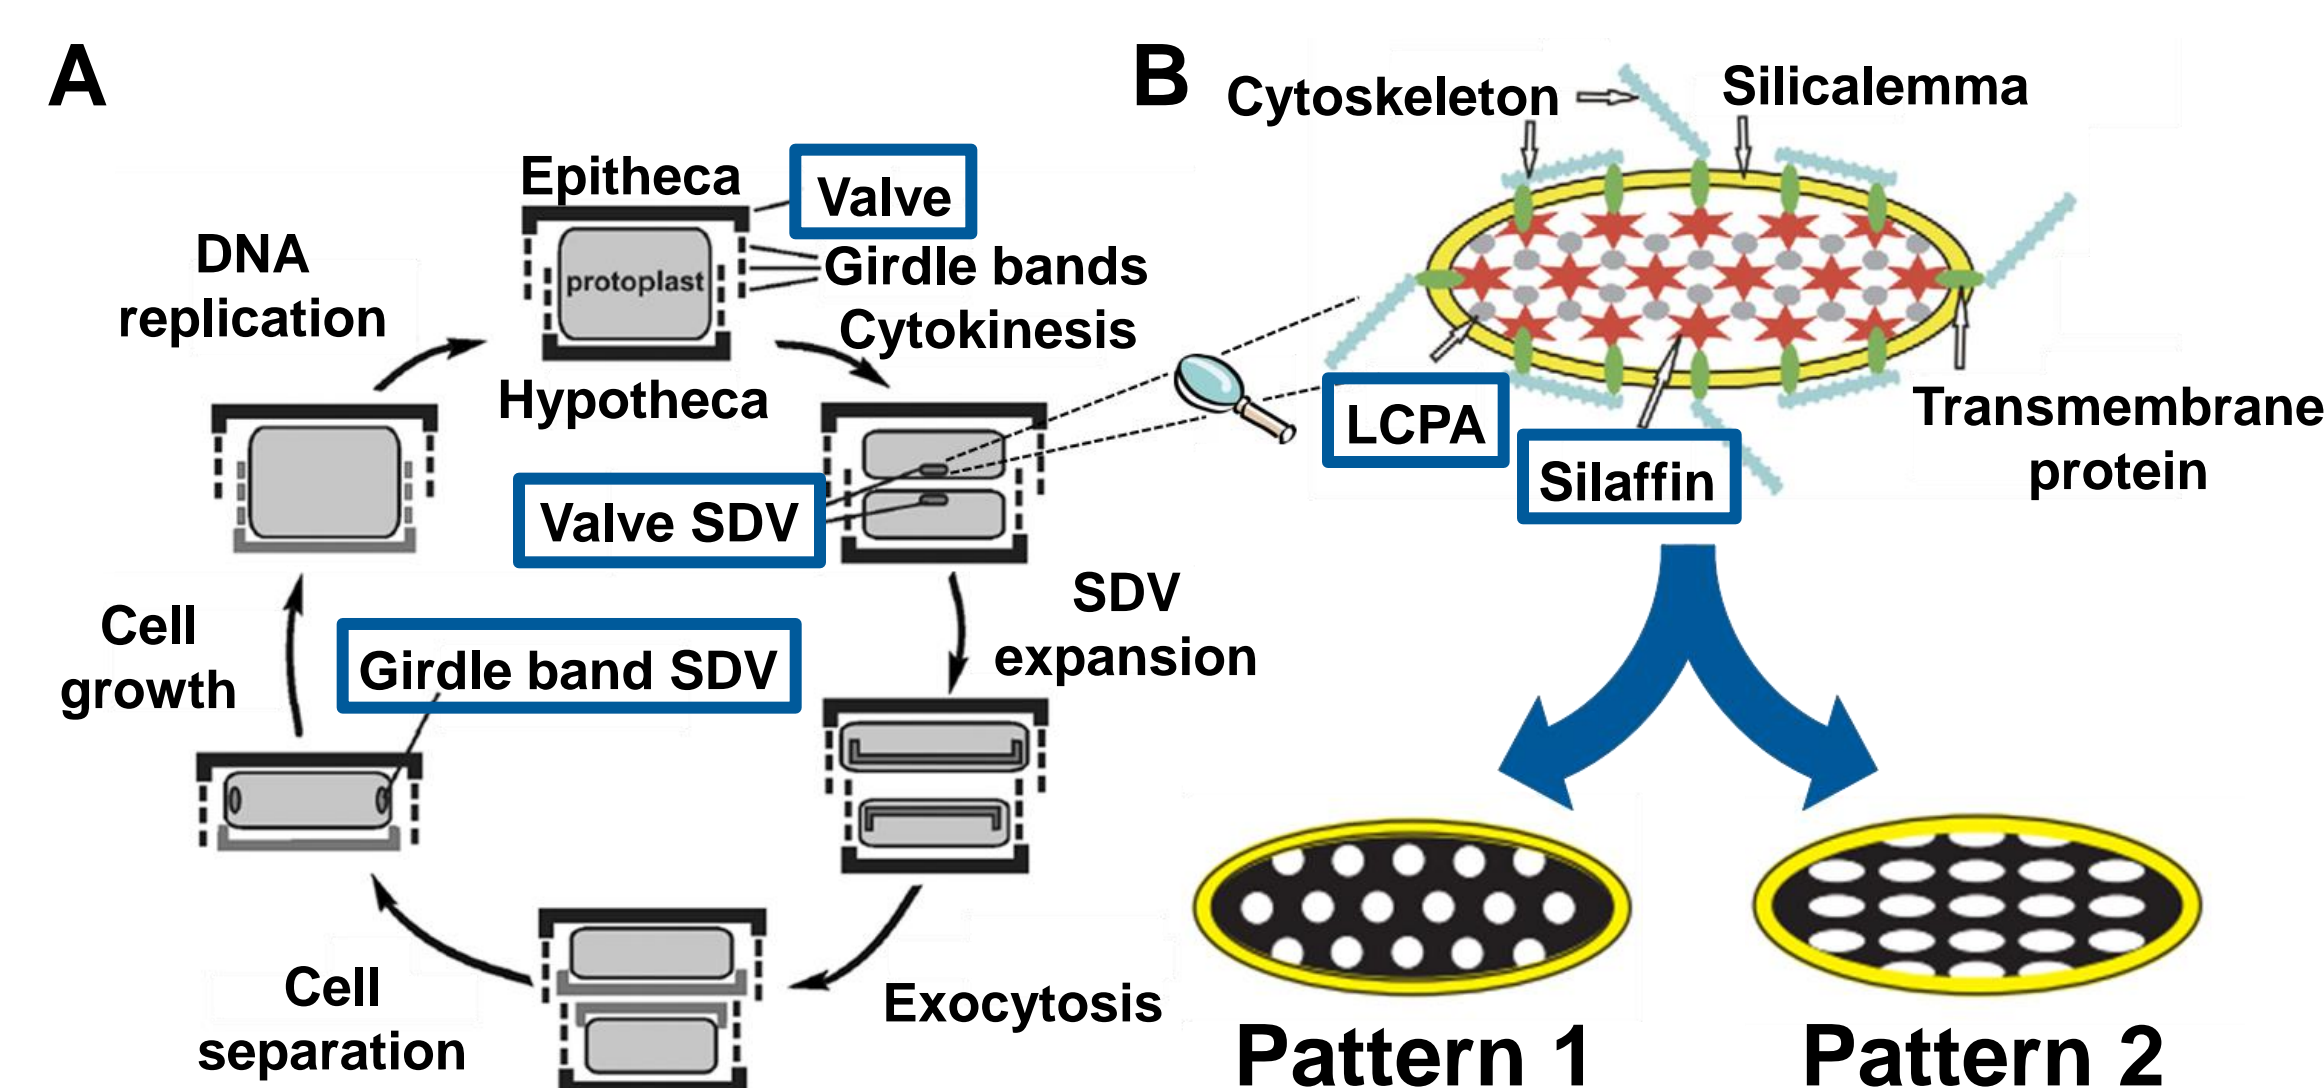 A
B
Cytoskeleton
Silicalemma
Epitheca
Valve
DNA
replication
protoplast
Girdle bands
Cytokinesis
Hypotheca
LCPA
Transmembrane
protein
Silaffin
Valve SDV
SDV
expansion
Cell
growth
Girdle band SDV
Cell
separation
Exocytosis
Pattern 1
Pattern 2